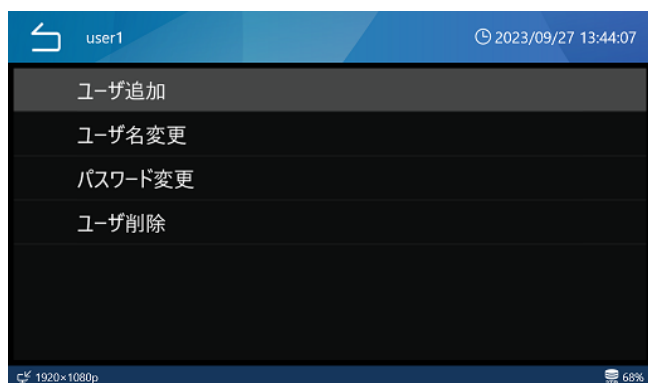 user1 2023/09/27 13:44:07
ユーザ追加
ユーザ名変更
パスワード変更
ユーザ削除
1920×1080p 68%